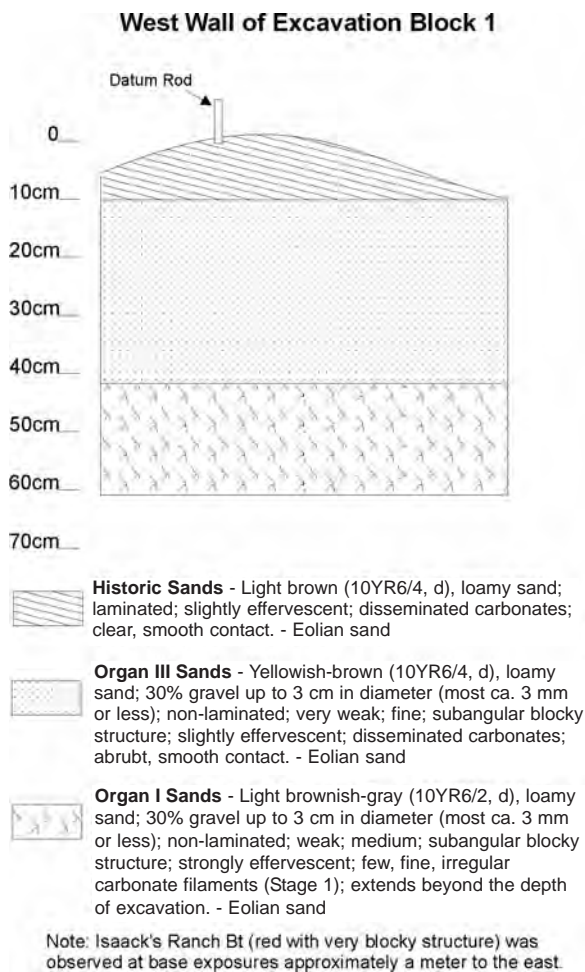 West Wall of Excavation Block 1
Datum Rod
0
10cm
20cm
30cm
40cm
50cm
60cm
70cm
Historic Sands - Light brown (10YR6/4, d), loamy sand;
laminated; slightly effervescent; disseminated carbonates;
clear, smooth contact. - Eolian sand
Organ III Sands - Yellowish-brown (10YR6/4, d), loamy
sand; 30% gravel up to 3 cm in diameter (most ca. 3 mm
or less); non-laminated; very weak; fine; subangular blocky
structure; slightly effervescent; disseminated carbonates;
abrubt, smooth contact. - Eolian sand
Organ I Sands - Light brownish-gray (10YR6/2, d), loamy
sand; 30% gravel up to 3 cm in diameter (most ca. 3 mm
or less); non-laminated; weak; medium; subangular blocky
structure; strongly effervescent; few, fine, irregular
carbonate filaments (Stage 1); extends beyond the depth
of excavation. - Eolian sand
Note: Isaack's Ranch Bt (red with very blocky structure) was
observed at base exposures approximately a meter to the east.